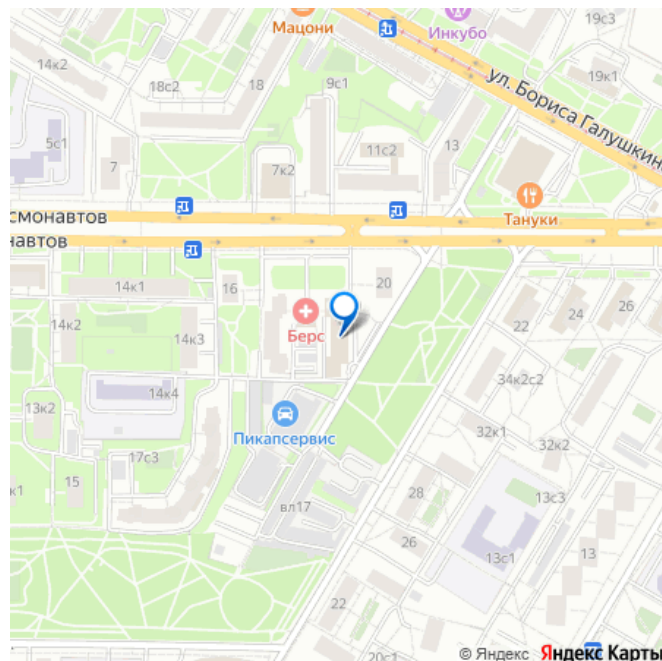 Мацони
Инкубо
19с3
14к2
18с2
18
9с1
ул. Бориса Галушкина
19к1
5с1
7
7к2
11с2
13
Тануки
смонавтов
навтов
14к1
16
20
14к2
14к3
Берс
22
24
26
34к2с2
14к4
13к2
Пикапсервис
32к1
32к2
17с3
к1
15
вл17
28
13с3
26
13с1
13
22
20с1
© Яндекс Яндекс Карты